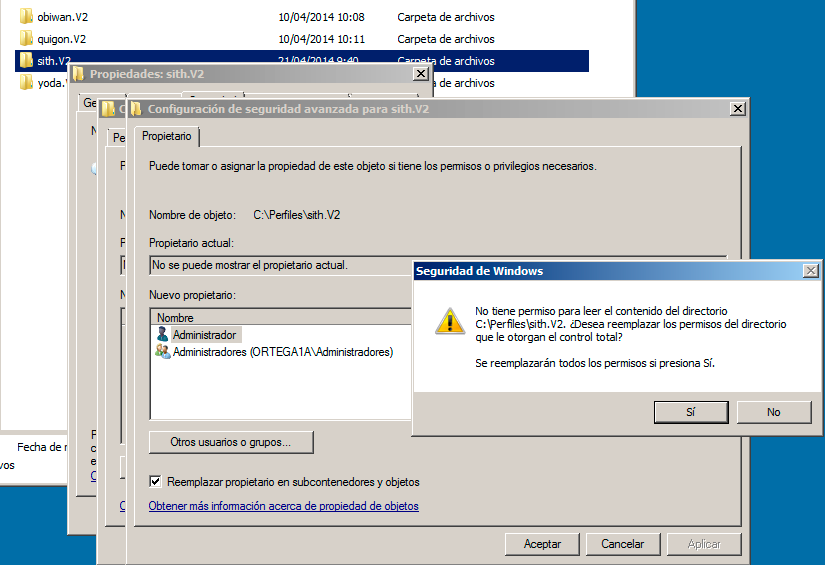 obiwan.V2 10/04/2014 10:08 Carpeta de archivos
quigon.V2 10/04/2014 10:11 Carpeta de archivos
sith.V2 21/04/2014 9:40 Carpeta de archivos
yoda. de archivos
Propiedades: sith.V2
Ge
Configuración de seguridad avanzada para sith.V2
Pe
Propietario
Puede tomar o asignar la propiedad de este objeto si tiene los permisos o privilegios necesarios.
Nombre de objeto: C:\Perfiles\sith.V2
Propietario actual:
No se puede mostrar el propietario actual.
Nuevo propietario:
Nombre
Administrador
Administradores (ORTEGA1A\Administradores)
Otros usuarios o grupos...
Reemplazar propietario en subcontenedores y objetos
Obtener más información acerca de propiedad de objetos
Aceptar Cancelar Aplicar
Seguridad de Windows
No tiene permiso para leer el contenido del directorio
C:\Perfiles\sith.V2. ¿Desea reemplazar los permisos del directorio
que le otorgan el control total?
Se reemplazarán todos los permisos si presiona Sí.
Sí No
Fecha de
vos